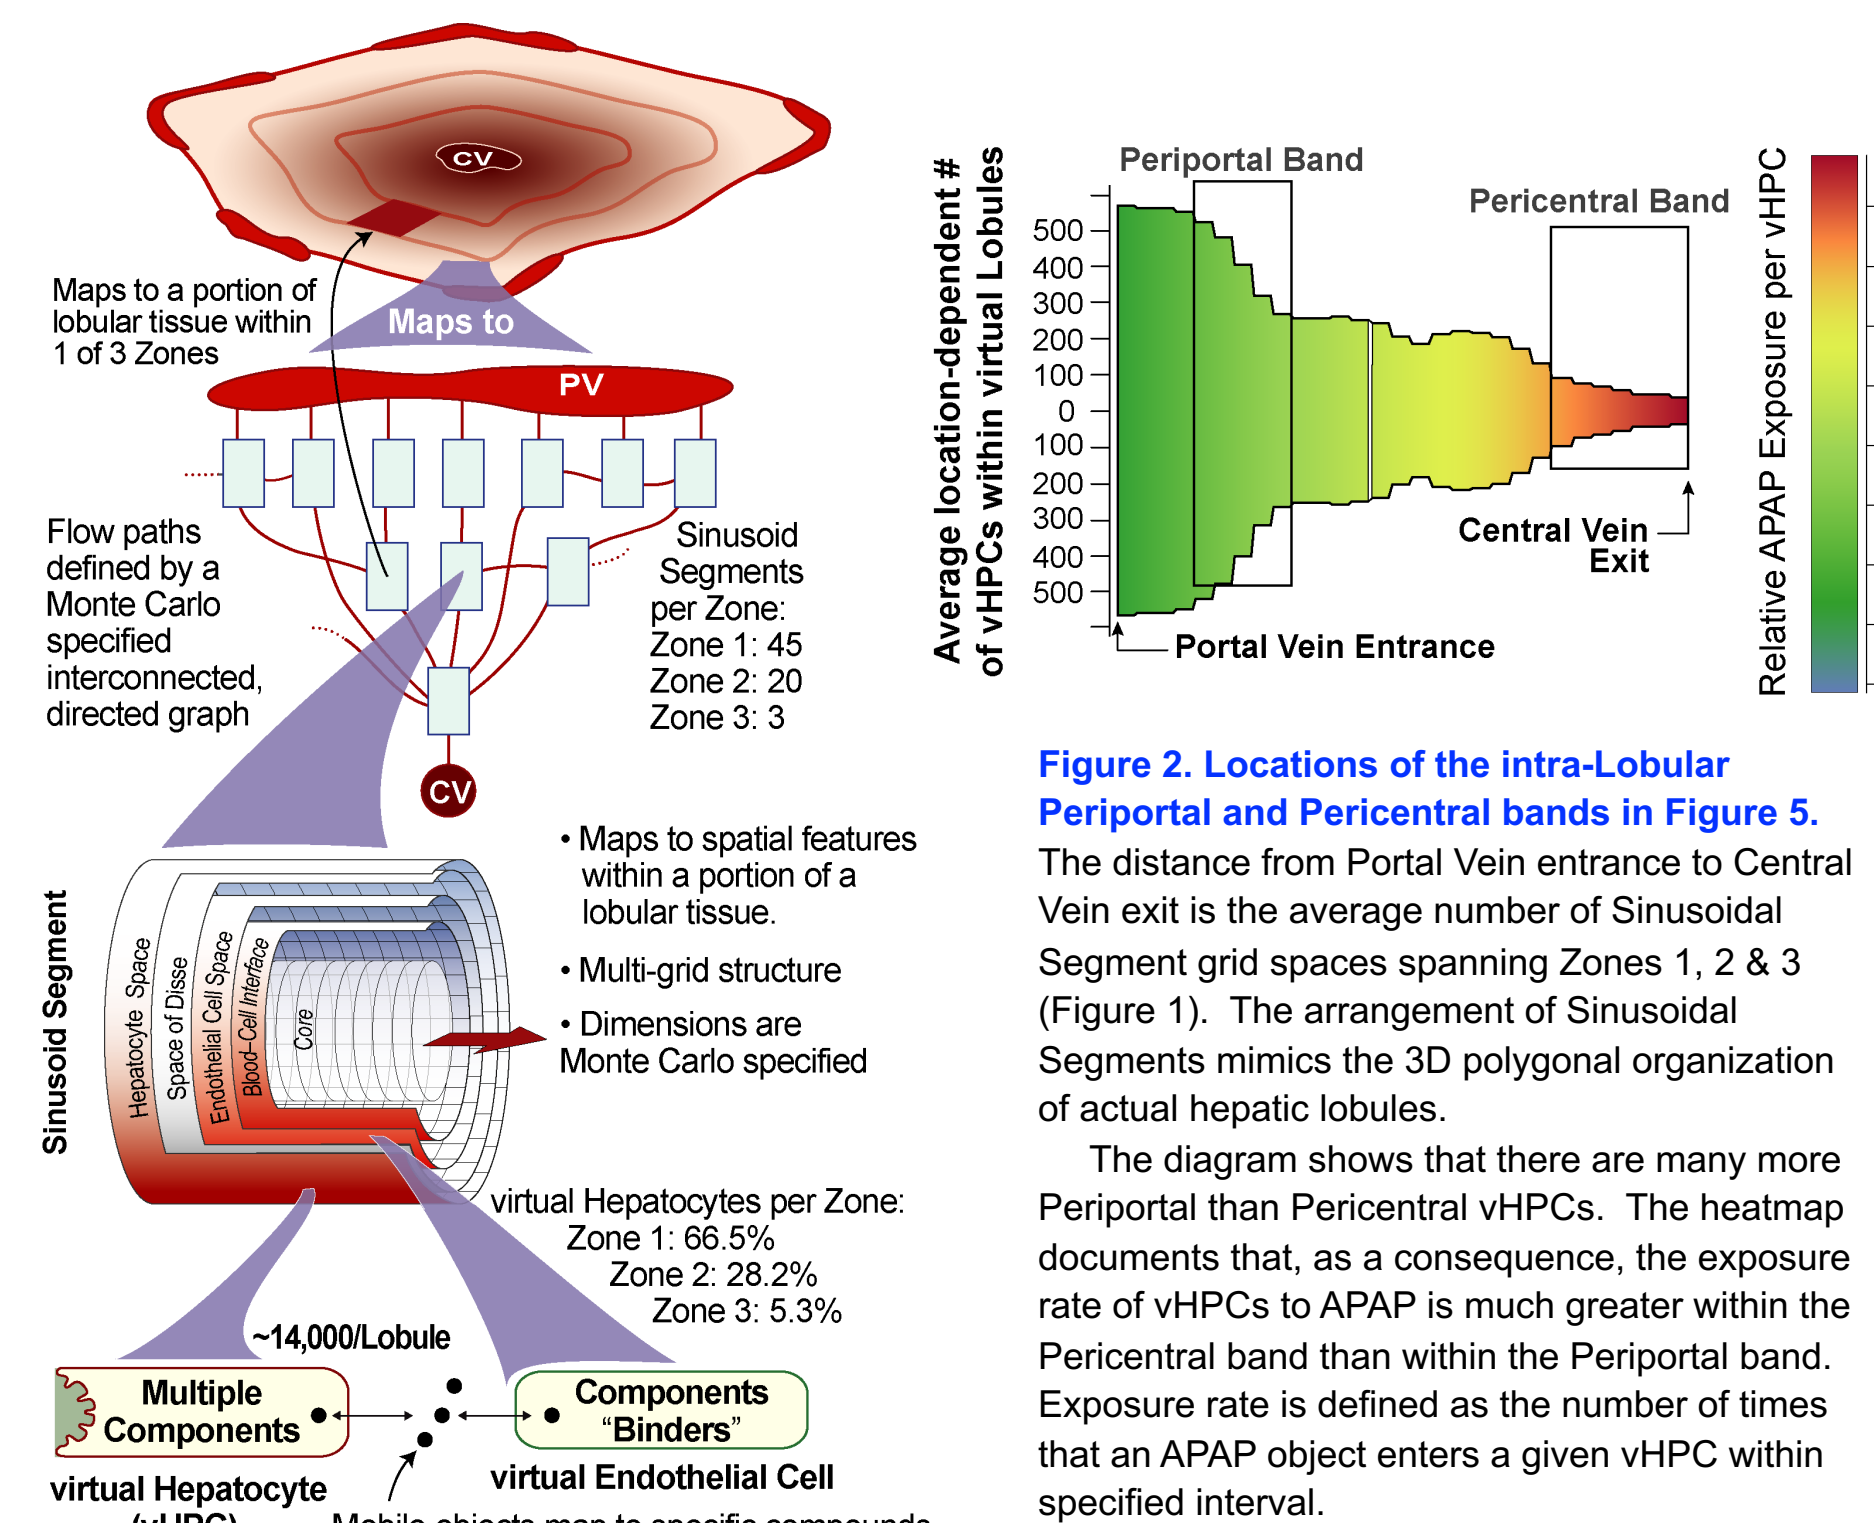 CV
Maps to a portion of
lobular tissue within
1 of 3 Zones
Maps to
PV
Flow paths
defined by a
Monte Carlo
specified
interconnected,
directed graph
Sinusoid
Segments
per Zone:
Zone 1: 45
Zone 2: 20
Zone 3: 3
CV
Sinusoid Segment
Hepatocyte Space
Space of Disse
Endothelial Cell Space
Blood-Cell Interface
Core
• Maps to spatial features
within a portion of a
lobular tissue.
• Multi-grid structure
• Dimensions are
Monte Carlo specified
virtual Hepatocytes per Zone:
Zone 1: 66.5%
Zone 2: 28.2%
Zone 3: 5.3%
~14,000/Lobule
Multiple
Components
Components
“Binders”
virtual Hepatocyte
(vHPC)
virtual Endothelial Cell
Mobile objects map to specific compounds
Average location-dependent #
of vHPCs within virtual Lobules
Periportal Band
Pericentral Band
500
400
300
200
100
0
100
200
300
400
500
Central Vein
Exit
Portal Vein Entrance
Relative APAP Exposure per vHPC
Figure 2. Locations of the intra-Lobular
Periportal and Pericentral bands in Figure 5.
The distance from Portal Vein entrance to Central
Vein exit is the average number of Sinusoidal
Segment grid spaces spanning Zones 1, 2 & 3
(Figure 1). The arrangement of Sinusoidal
Segments mimics the 3D polygonal organization
of actual hepatic lobules.
The diagram shows that there are many more
Periportal than Pericentral vHPCs. The heatmap
documents that, as a consequence, the exposure
rate of vHPCs to APAP is much greater within the
Pericentral band than within the Periportal band.
Exposure rate is defined as the number of times
that an APAP object enters a given vHPC within
specified interval.